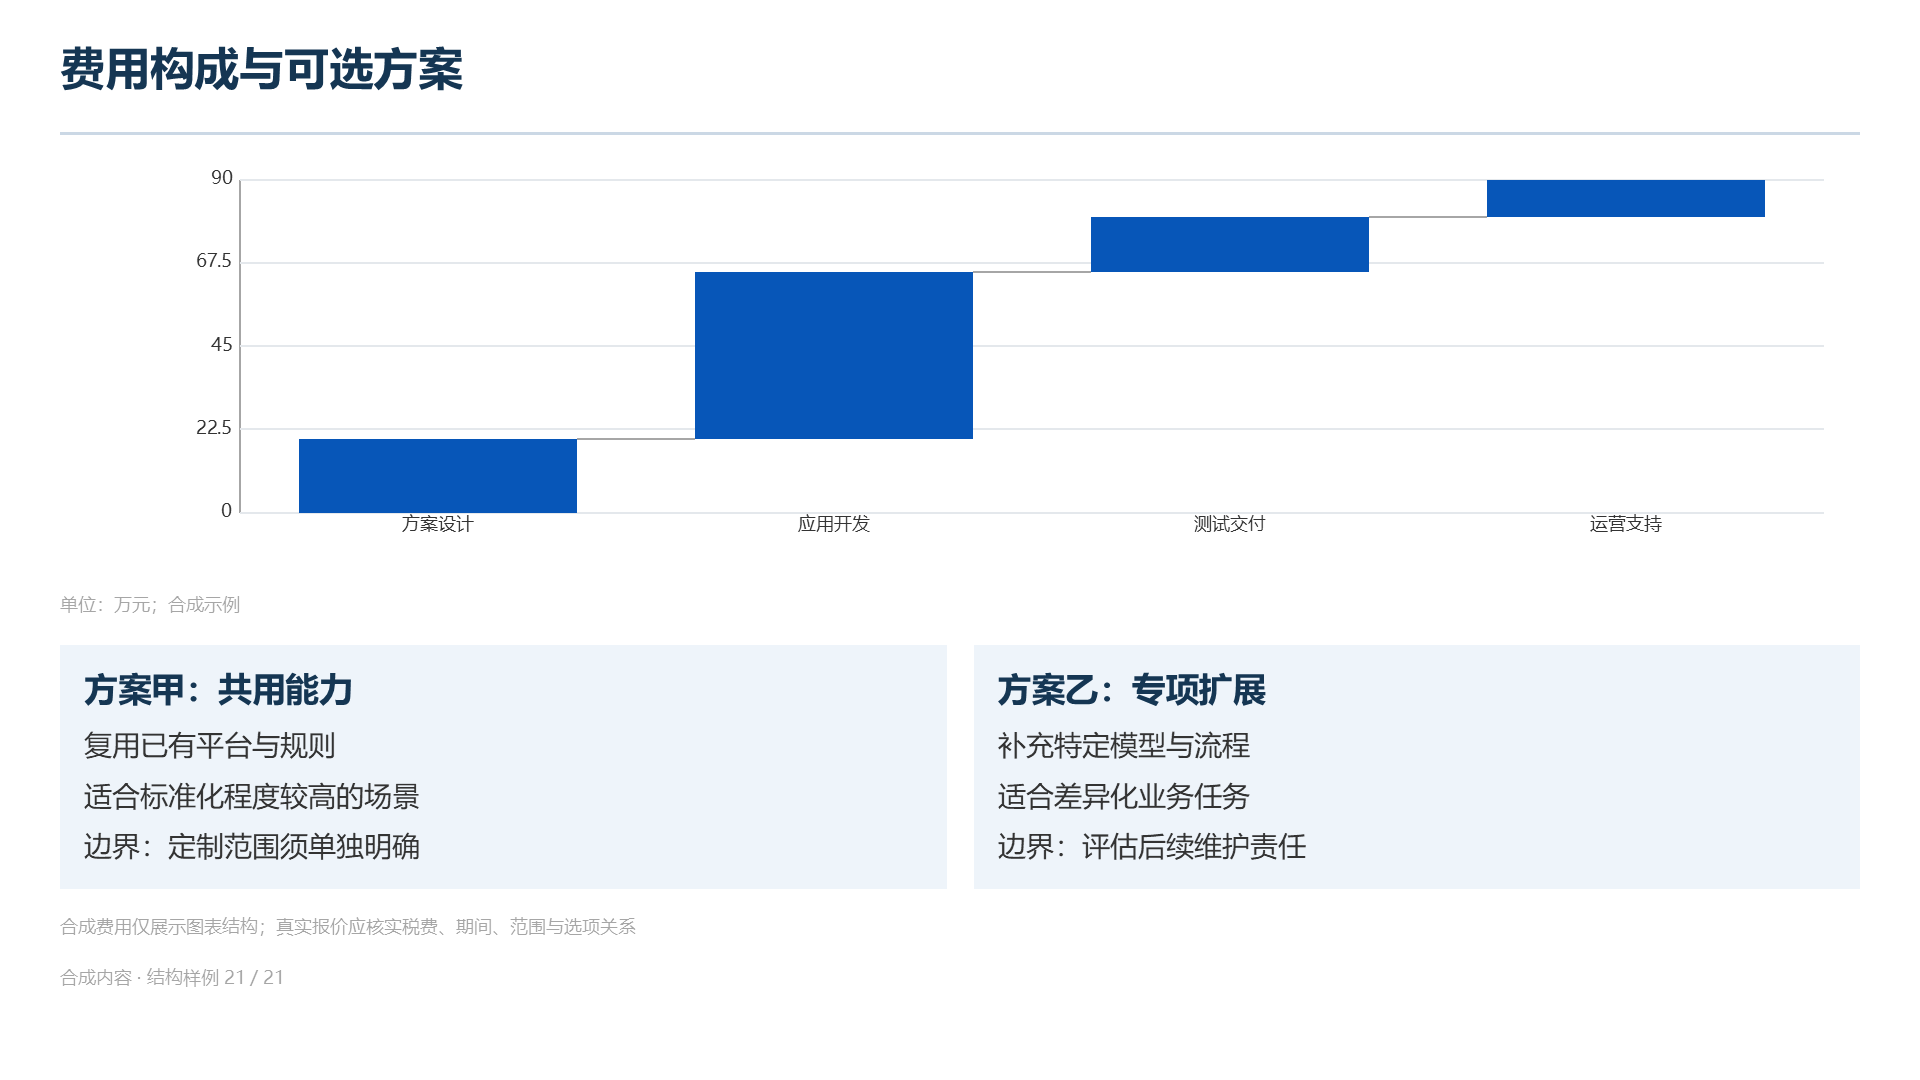 费用构成与可选方案
90
67.5
45
22.5
0
方案设计 应用开发 测试交付 运营支持
单位：万元；合成示例
方案甲：共用能力
复用已有平台与规则
适合标准化程度较高的场景
边界：定制范围须单独明确
方案乙：专项扩展
补充特定模型与流程
适合差异化业务任务
边界：评估后续维护责任
合成费用仅展示图表结构；真实报价应核实税费、期间、范围与选项关系
合成内容 · 结构样例 21 / 21